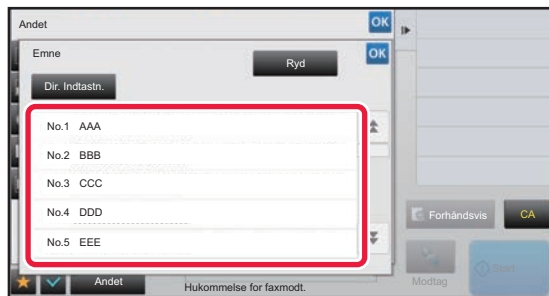 Andet
OK
Emne
OK
Ryd
Dir. Indtastn.
No.1 AAA
No.2 BBB
No.3 CCC
No.4 DDD
No.5 EEE
Forhåndsvis
CA
Modtag
Start
Andet
Hukommelse for faxmodt.